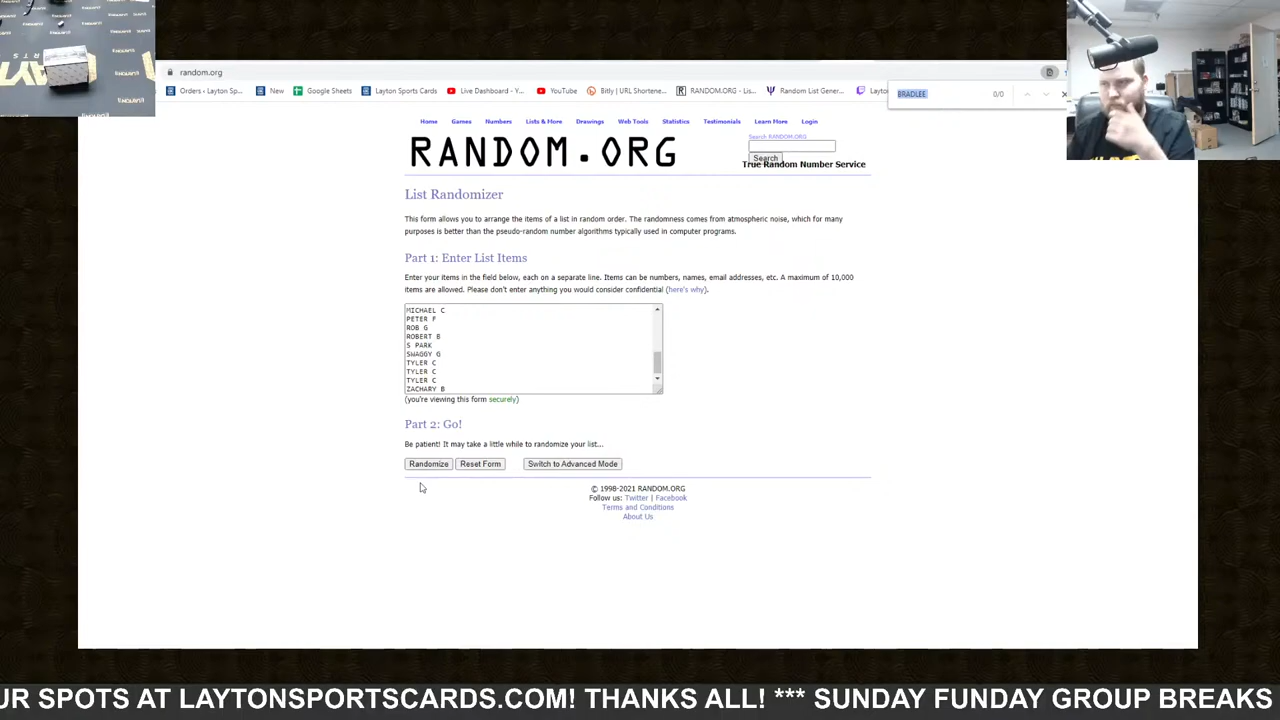 random.org
Orders ‹ Layton Sp...
New
Google Sheets
Layton Sports Cards
Live Dashboard - Y...
YouTube
Bitly | URL Shortene...
RANDOM.ORG - Lis...
Random List Gener...
BRADLEE
0/0
Home
Games
Numbers
Lists & More
Drawings
Web Tools
Statistics
Testimonials
Learn More
Login
RANDOM.ORG
Search RANDOM.ORG
Search
True Random Number Service
List Randomizer
This form allows you to arrange the items of a list in random order. The randomness comes from atmospheric noise, which for many
purposes is better than the pseudo-random number algorithms typically used in computer programs.
Part 1: Enter List Items
Enter your items in the field below, each on a separate line. Items can be numbers, names, email addresses, etc. A maximum of 10,000
items are allowed. Please don't enter anything you would consider confidential (here's why).
MICHAEL C
PETER F
ROB G
ROBERT B
S PARK
SWAGGY G
TYLER C
TYLER C
TYLER C
ZACHARY B
(you're viewing this form securely)
Part 2: Go!
Be patient! It may take a little while to randomize your list...
Randomize
Reset Form
Switch to Advanced Mode
© 1998-2021 RANDOM.ORG
Follow us: Twitter | Facebook
Terms and Conditions
About Us
UR SPOTS AT LAYTONSPORTSCARDS.COM! THANKS ALL! *** SUNDAY FUNDAY GROUP BREAKS